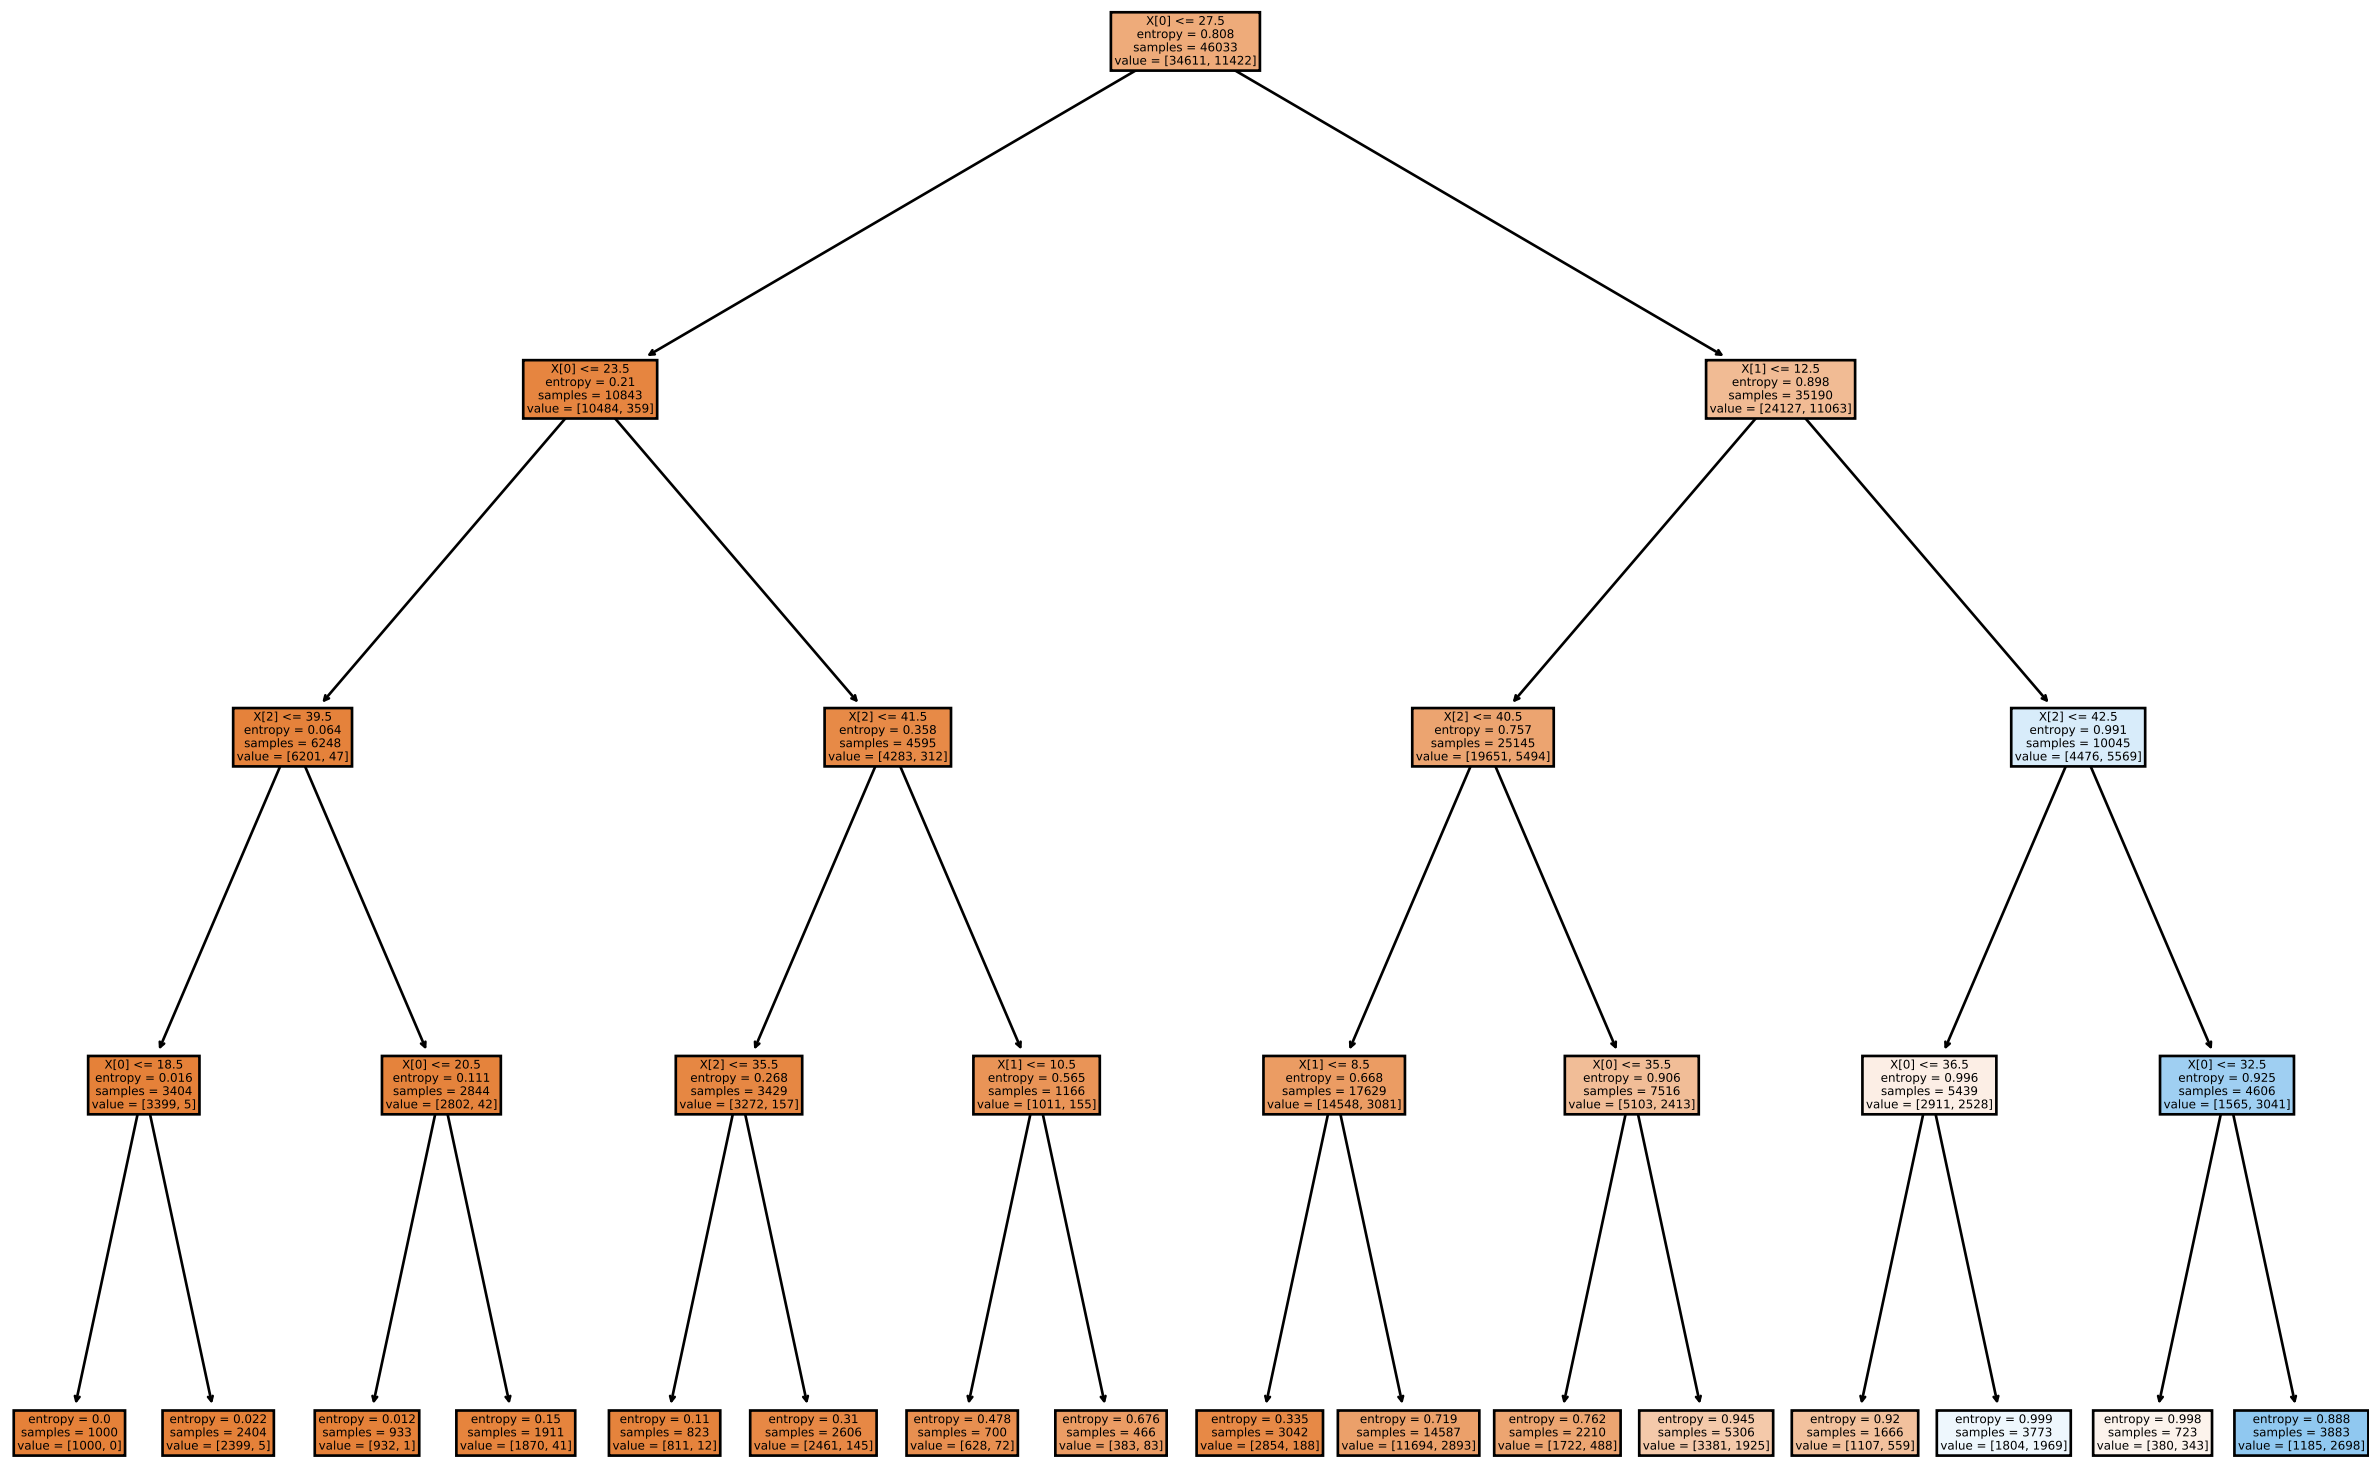 X[0] <= 27.5
entropy = 0.808
samples = 46033
value = [34611, 11422]
X[0] <= 23.5
entropy = 0.21
samples = 10843
value = [10484, 359]
X[1] <= 12.5
entropy = 0.898
samples = 35190
value = [24127, 11063]
X[2] <= 39.5
entropy = 0.064
samples = 6248
value = [6201, 47]
X[2] <= 41.5
entropy = 0.358
samples = 4595
value = [4283, 312]
X[2] <= 40.5
entropy = 0.757
samples = 25145
value = [19651, 5494]
X[2] <= 42.5
entropy = 0.991
samples = 10045
value = [4476, 5569]
X[0] <= 18.5
entropy = 0.016
samples = 3404
value = [3399, 5]
X[0] <= 20.5
entropy = 0.111
samples = 2844
value = [2802, 42]
X[2] <= 35.5
entropy = 0.268
samples = 3429
value = [3272, 157]
X[1] <= 10.5
entropy = 0.565
samples = 1166
value = [1011, 155]
X[1] <= 8.5
entropy = 0.668
samples = 17629
value = [14548, 3081]
X[0] <= 35.5
entropy = 0.906
samples = 7516
value = [5103, 2413]
X[0] <= 36.5
entropy = 0.996
samples = 5439
value = [2911, 2528]
X[0] <= 32.5
entropy = 0.925
samples = 4606
value = [1565, 3041]
entropy = 0.0
samples = 1000
value = [1000, 0]
entropy = 0.022
samples = 2404
value = [2399, 5]
entropy = 0.012
samples = 933
value = [932, 1]
entropy = 0.15
samples = 1911
value = [1870, 41]
entropy = 0.11
samples = 823
value = [811, 12]
entropy = 0.31
samples = 2606
value = [2461, 145]
entropy = 0.478
samples = 700
value = [628, 72]
entropy = 0.676
samples = 466
value = [383, 83]
entropy = 0.335
samples = 3042
value = [2854, 188]
entropy = 0.719
samples = 14587
value = [11694, 2893]
entropy = 0.762
samples = 2210
value = [1722, 488]
entropy = 0.945
samples = 5306
value = [3381, 1925]
entropy = 0.92
samples = 1666
value = [1107, 559]
entropy = 0.999
samples = 3773
value = [1804, 1969]
entropy = 0.998
samples = 723
value = [380, 343]
entropy = 0.888
samples = 3883
value = [1185, 2698]